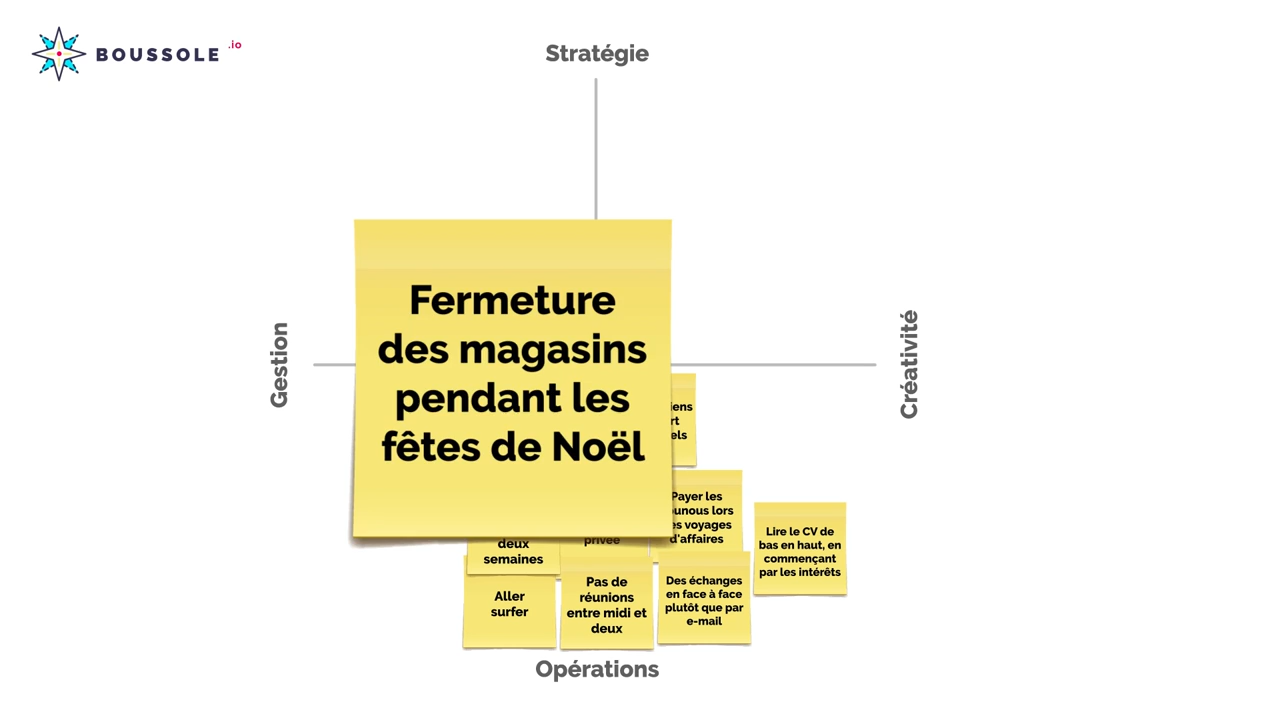 BOUSSOLE .io
Stratégie
Gestion
Créativité
Fermeture
des magasins
pendant les
fêtes de Noël
Payer les
lors
voyages
d'affaires
Lire le CV de
bas en haut, en
commençant
par les intérêts
deux
semaines
privée
Aller
surfer
Pas de
réunions
entre midi et
deux
Des échanges
en face à face
plutôt que par
e-mail
Opérations